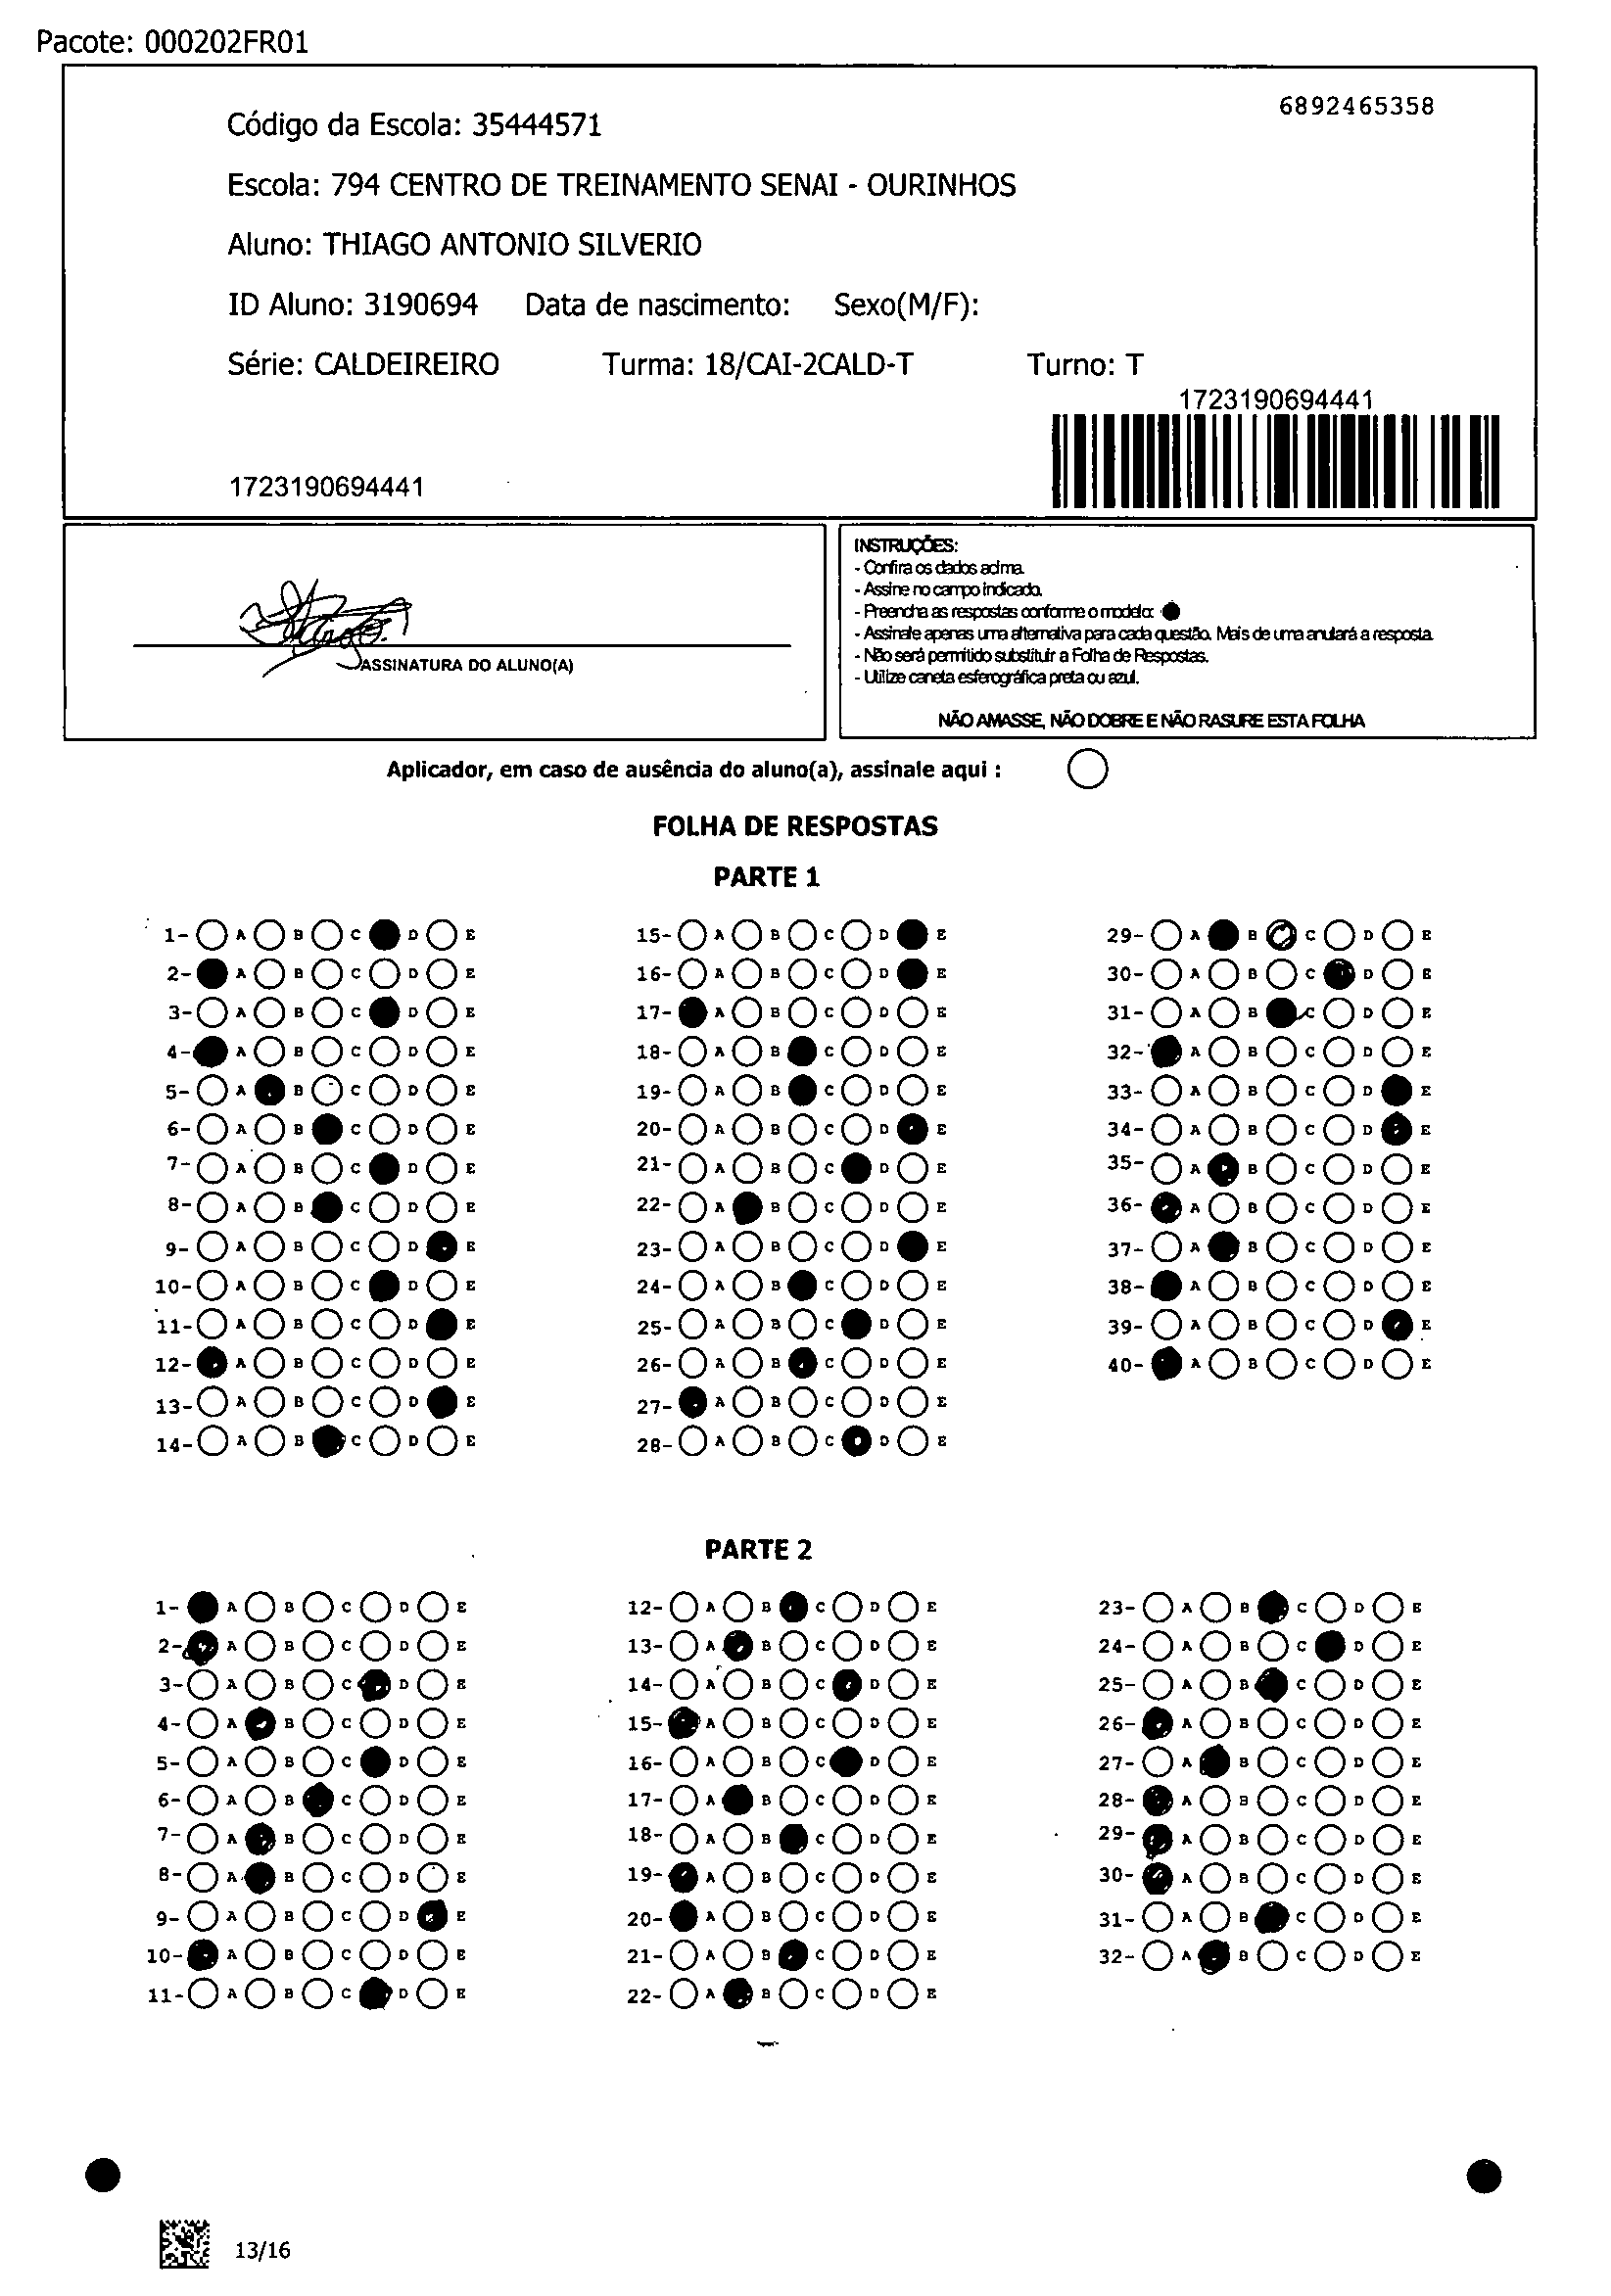 Pacote: 000202FR01
6892465358
Código da Escola: 35444571
Escola: 794 CENTRO DE TREINAMENTO SENAI - OURINHOS
Aluno: THIAGO ANTONIO SILVERIO
ID Aluno: 3190694 Data de nascimento: Sexo(M/F):
Série: CALDEIREIRO Turma: 18/CAI-2CALD-T Turno: T
1723190694441
1723190694441
ASSINATURA DO ALUNO(A)
INSTRUÇÕES:
- Confira os dados acima.
- Assine no campo indicado.
- Preencha as respostas conforme o modelo:
- Assinale apenas uma alternativa para cada questão. Mais de uma anulará a resposta.
- Não será permitido substituir a Folha de Respostas.
- Utilize caneta esferográfica preta ou azul.
NÃO AMASSE, NÃO DOBRE E NÃO RASURE ESTA FOLHA
Aplicador, em caso de ausência do aluno(a), assinale aqui :
FOLHA DE RESPOSTAS
PARTE 1
1- A B C D E 15- A B C D E 29- A B C D E
2- A B C D E 16- A B C D E 30- A B C D E
3- A B C D E 17- A B C D E 31- A B C D E
4- A B C D E 18- A B C D E 32- A B C D E
5- A B C D E 19- A B C D E 33- A B C D E
6- A B C D E 20- A B C D E 34- A B C D E
7- A B C D E 21- A B C D E 35- A B C D E
8- A B C D E 22- A B C D E 36- A B C D E
9- A B C D E 23- A B C D E 37- A B C D E
10- A B C D E 24- A B C D E 38- A B C D E
11- A B C D E 25- A B C D E 39- A B C D E
12- A B C D E 26- A B C D E 40- A B C D E
13- A B C D E 27- A B C D E
14- A B C D E 28- A B C D E
PARTE 2
1- A B C D E 12- A B C D E 23- A B C D E
2- A B C D E 13- A B C D E 24- A B C D E
3- A B C D E 14- A B C D E 25- A B C D E
4- A B C D E 15- A B C D E 26- A B C D E
5- A B C D E 16- A B C D E 27- A B C D E
6- A B C D E 17- A B C D E 28- A B C D E
7- A B C D E 18- A B C D E 29- A B C D E
8- A B C D E 19- A B C D E 30- A B C D E
9- A B C D E 20- A B C D E 31- A B C D E
10- A B C D E 21- A B C D E 32- A B C D E
11- A B C D E 22- A B C D E
13/16